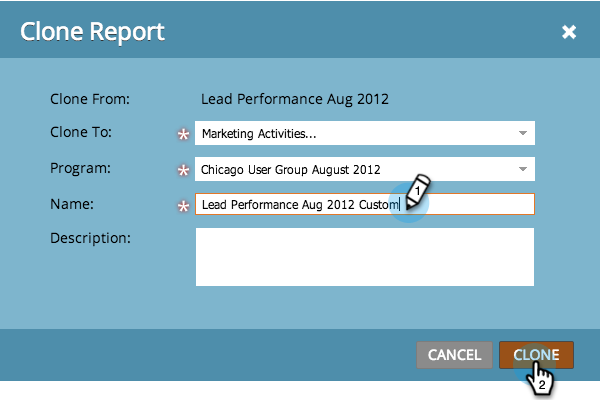 Clone Report
Clone From: Lead Performance Aug 2012
Clone To: * Marketing Activities...
Program: * Chicago User Group August 2012
Name: * Lead Performance Aug 2012 Custom
1
Description:
CANCEL CLONE
2